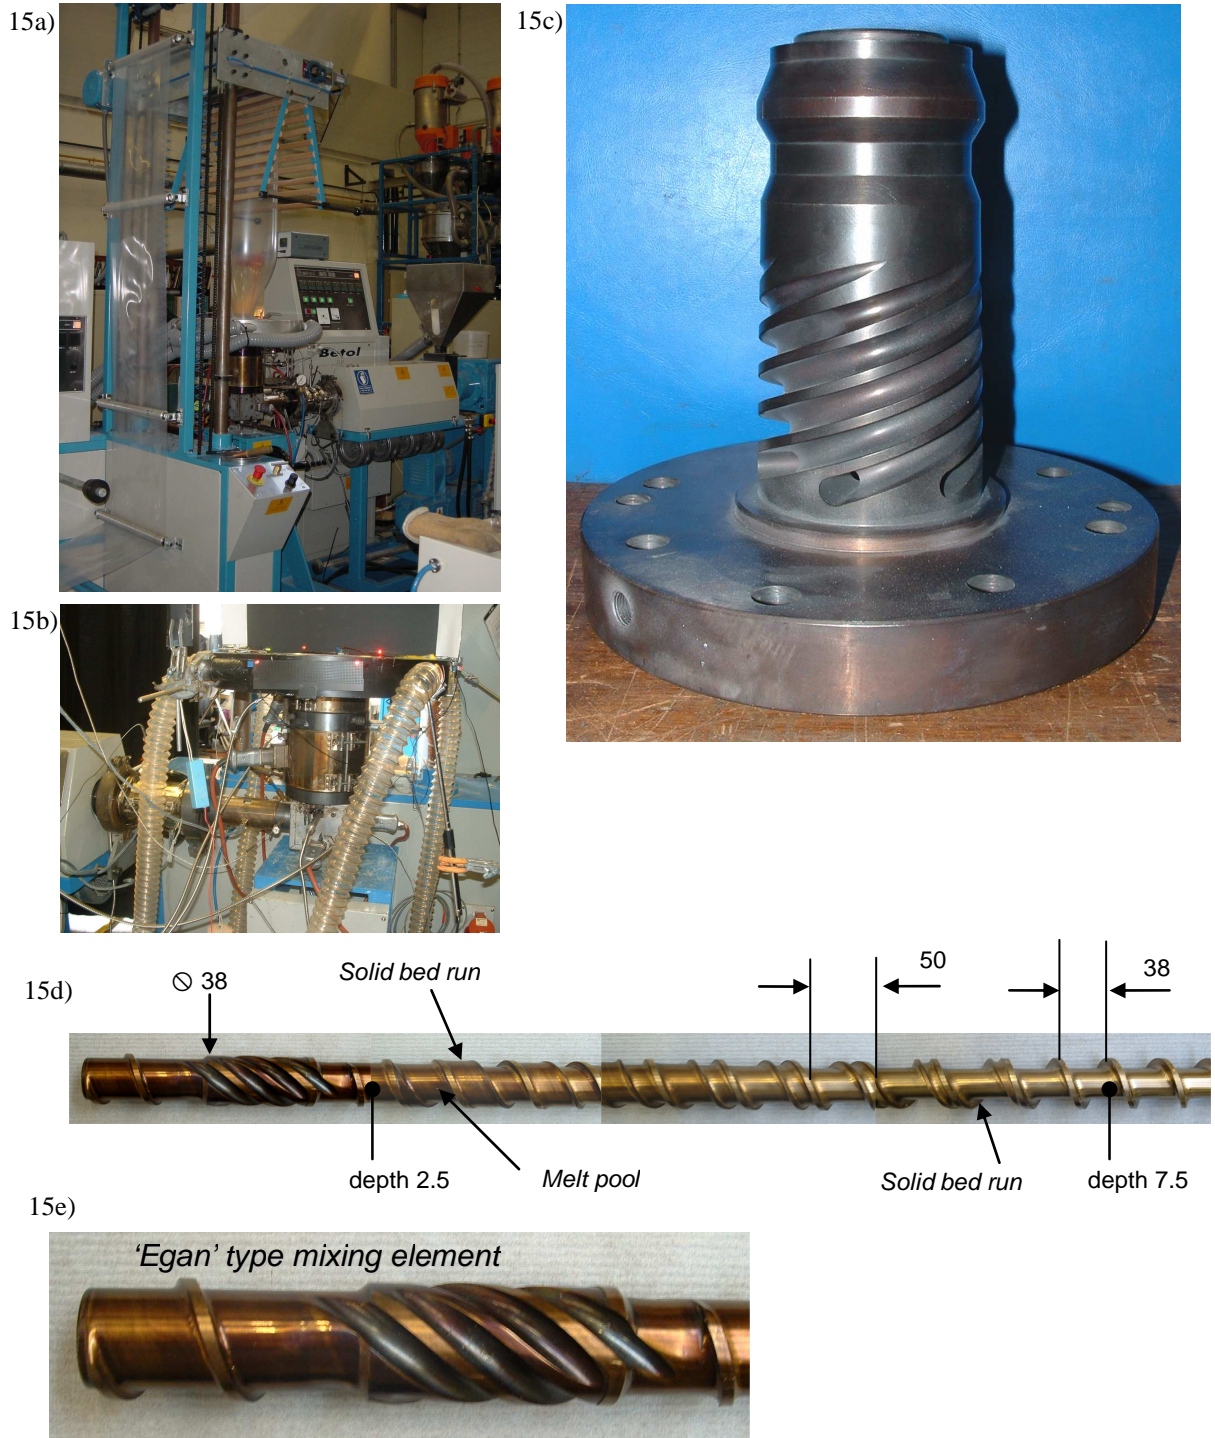 15a)
15c)
Betol
15b)
15d)
⌀ 38
Solid bed run
50
38
depth 2.5
Melt pool
Solid bed run
depth 7.5
15e)
‘Egan’ type mixing element